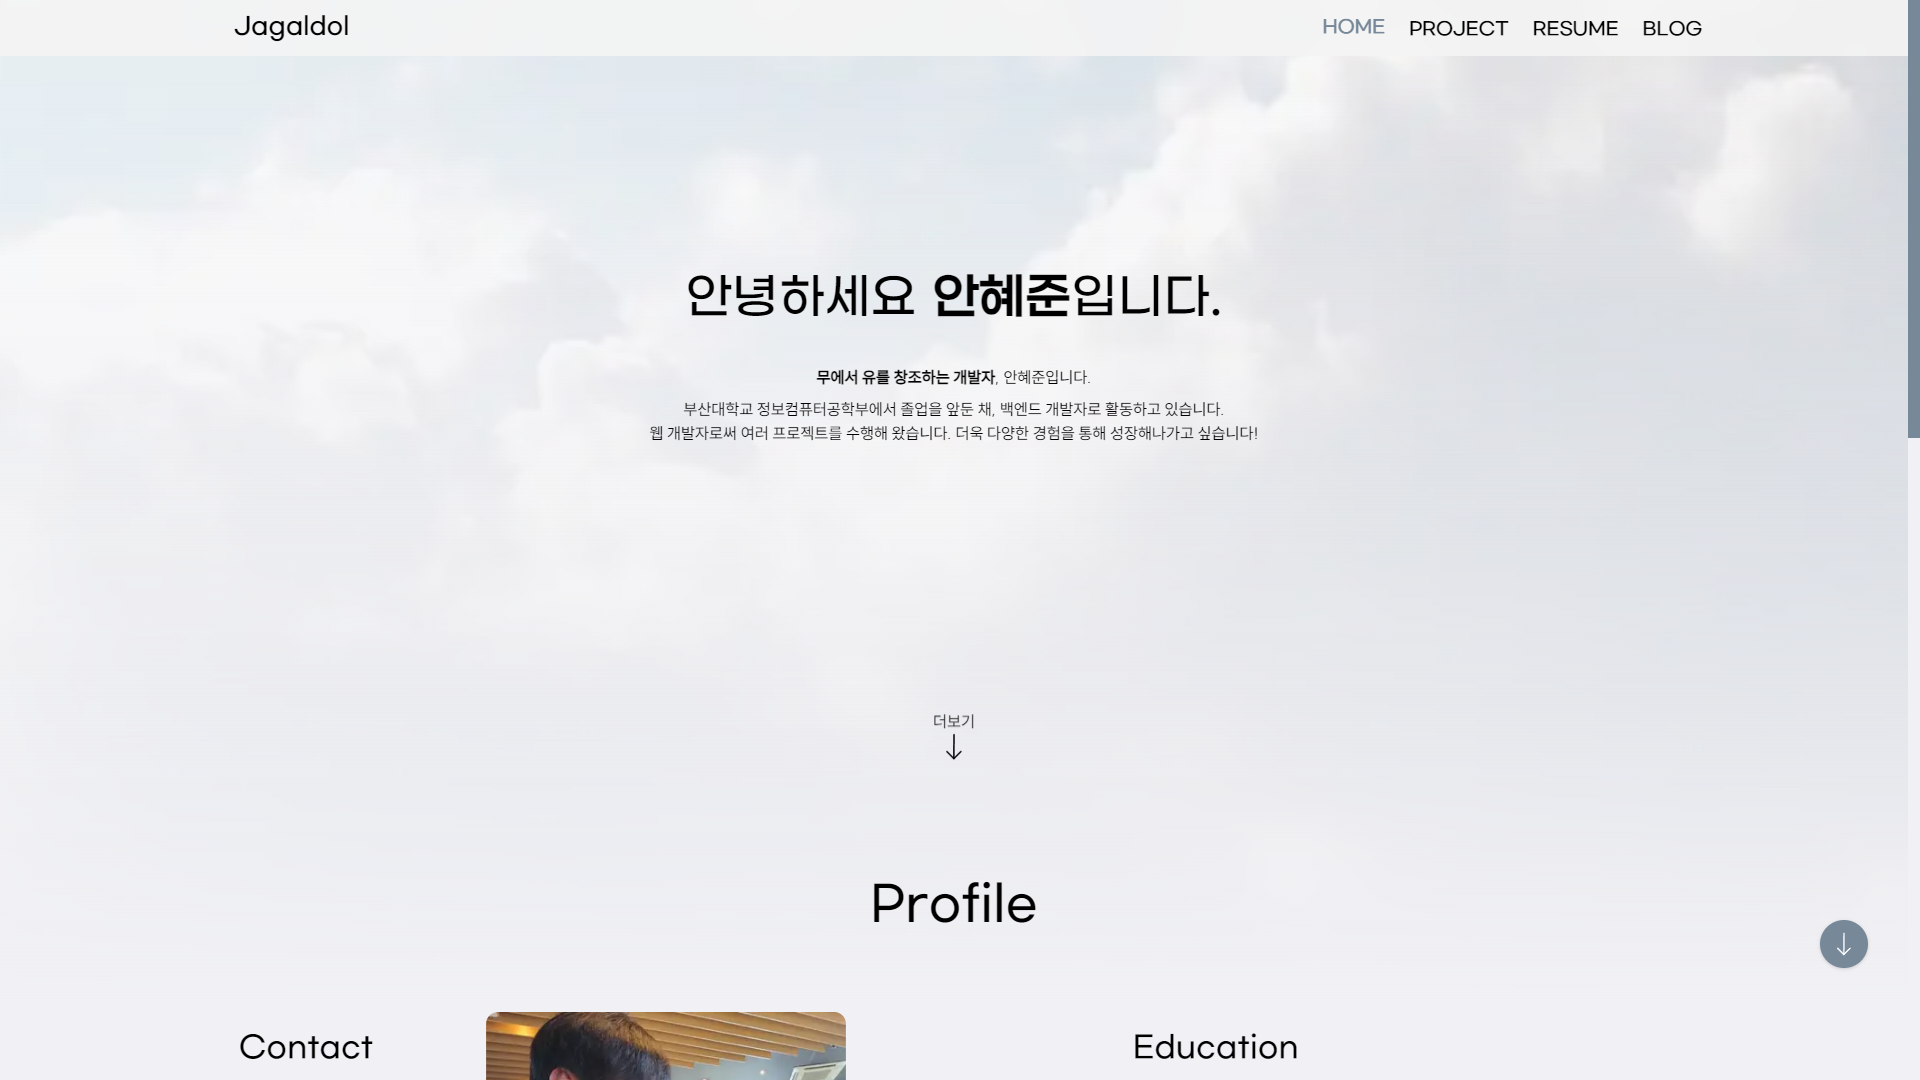 Jagaldol
HOME PROJECT RESUME BLOG
안녕하세요 안혜준입니다.
무에서 유를 창조하는 개발자, 안혜준입니다.
부산대학교 정보컴퓨터공학부에서 졸업을 앞둔 채, 백엔드 개발자로 활동하고 있습니다.
웹 개발자로써 여러 프로젝트를 수행해 왔습니다. 더욱 다양한 경험을 통해 성장해나가고 싶습니다!
더보기
Profile
Contact
Education